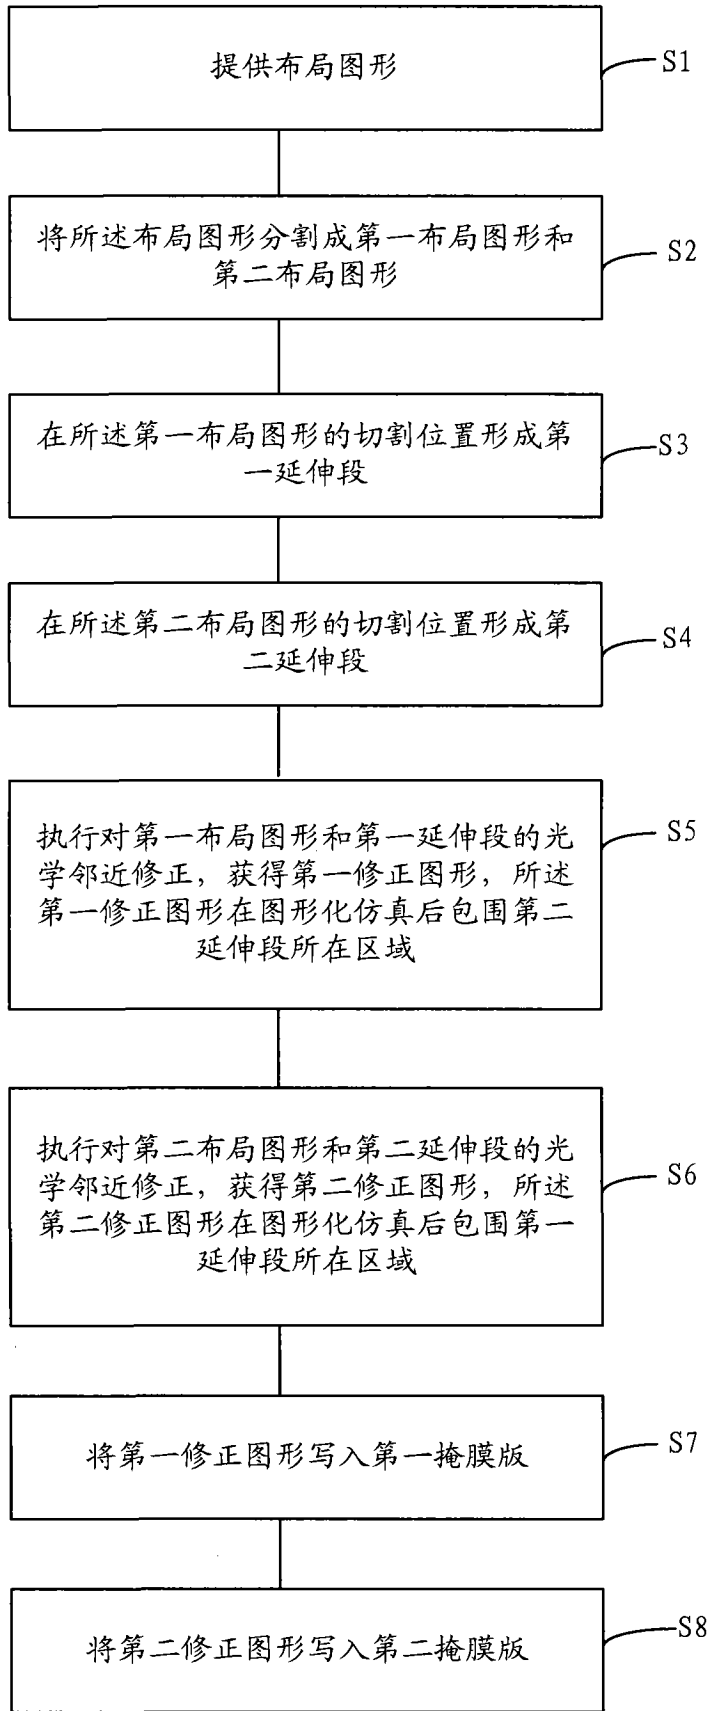 提供布局图形
S1
将所述布局图形分割成第一布局图形和
第二布局图形
S2
在所述第一布局图形的切割位置形成第
一延伸段
S3
在所述第二布局图形的切割位置形成第
二延伸段
S4
执行对第一布局图形和第一延伸段的光
学邻近修正，获得第一修正图形，所述
第一修正图形在图形化仿真后包围第二
延伸段所在区域
S5
执行对第二布局图形和第二延伸段的光
学邻近修正，获得第二修正图形，所述
第二修正图形在图形化仿真后包围第一
延伸段所在区域
S6
将第一修正图形写入第一掩膜版
S7
将第二修正图形写入第二掩膜版
S8